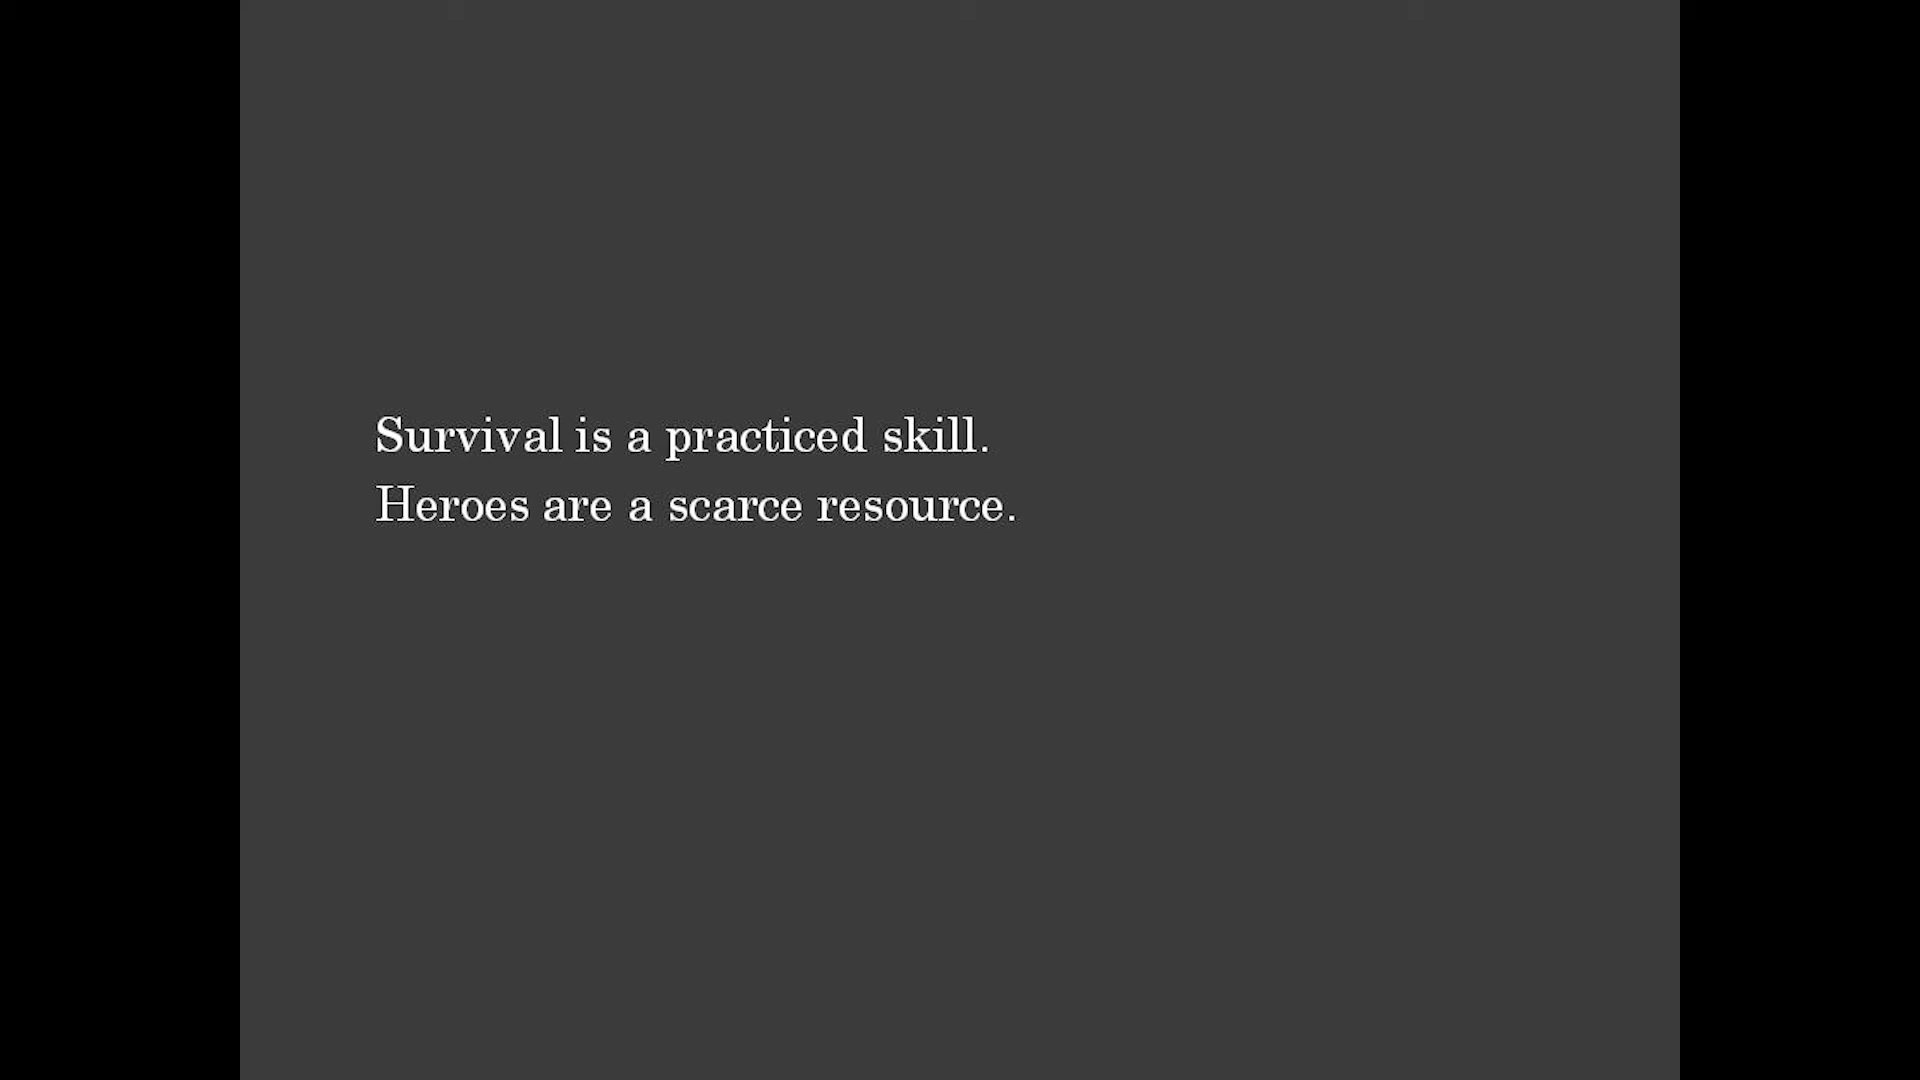 Survival is a practiced skill.
Heroes are a scarce resource.